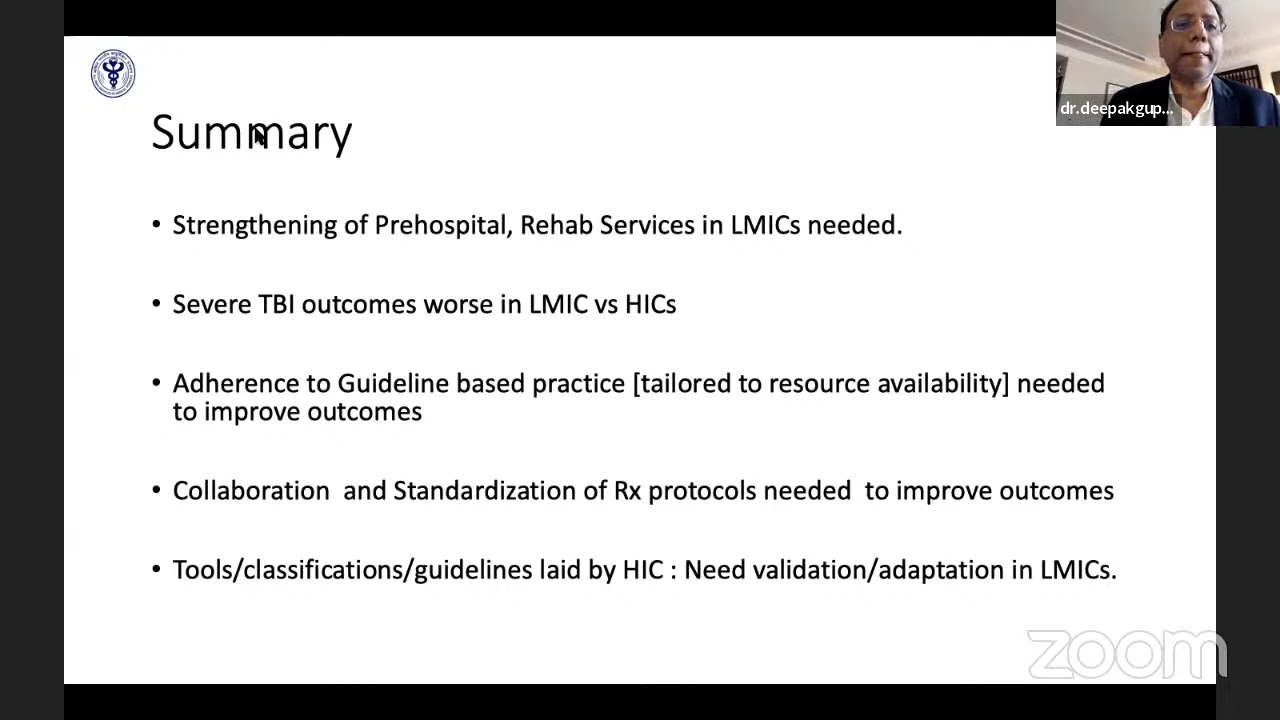 dr.deepakgup...
Summary
• Strengthening of Prehospital, Rehab Services in LMICs needed.
• Severe TBI outcomes worse in LMIC vs HICs
• Adherence to Guideline based practice [tailored to resource availability] needed
to improve outcomes
• Collaboration  and Standardization of Rx protocols needed  to improve outcomes
• Tools/classifications/guidelines laid by HIC : Need validation/adaptation in LMICs.
zoom